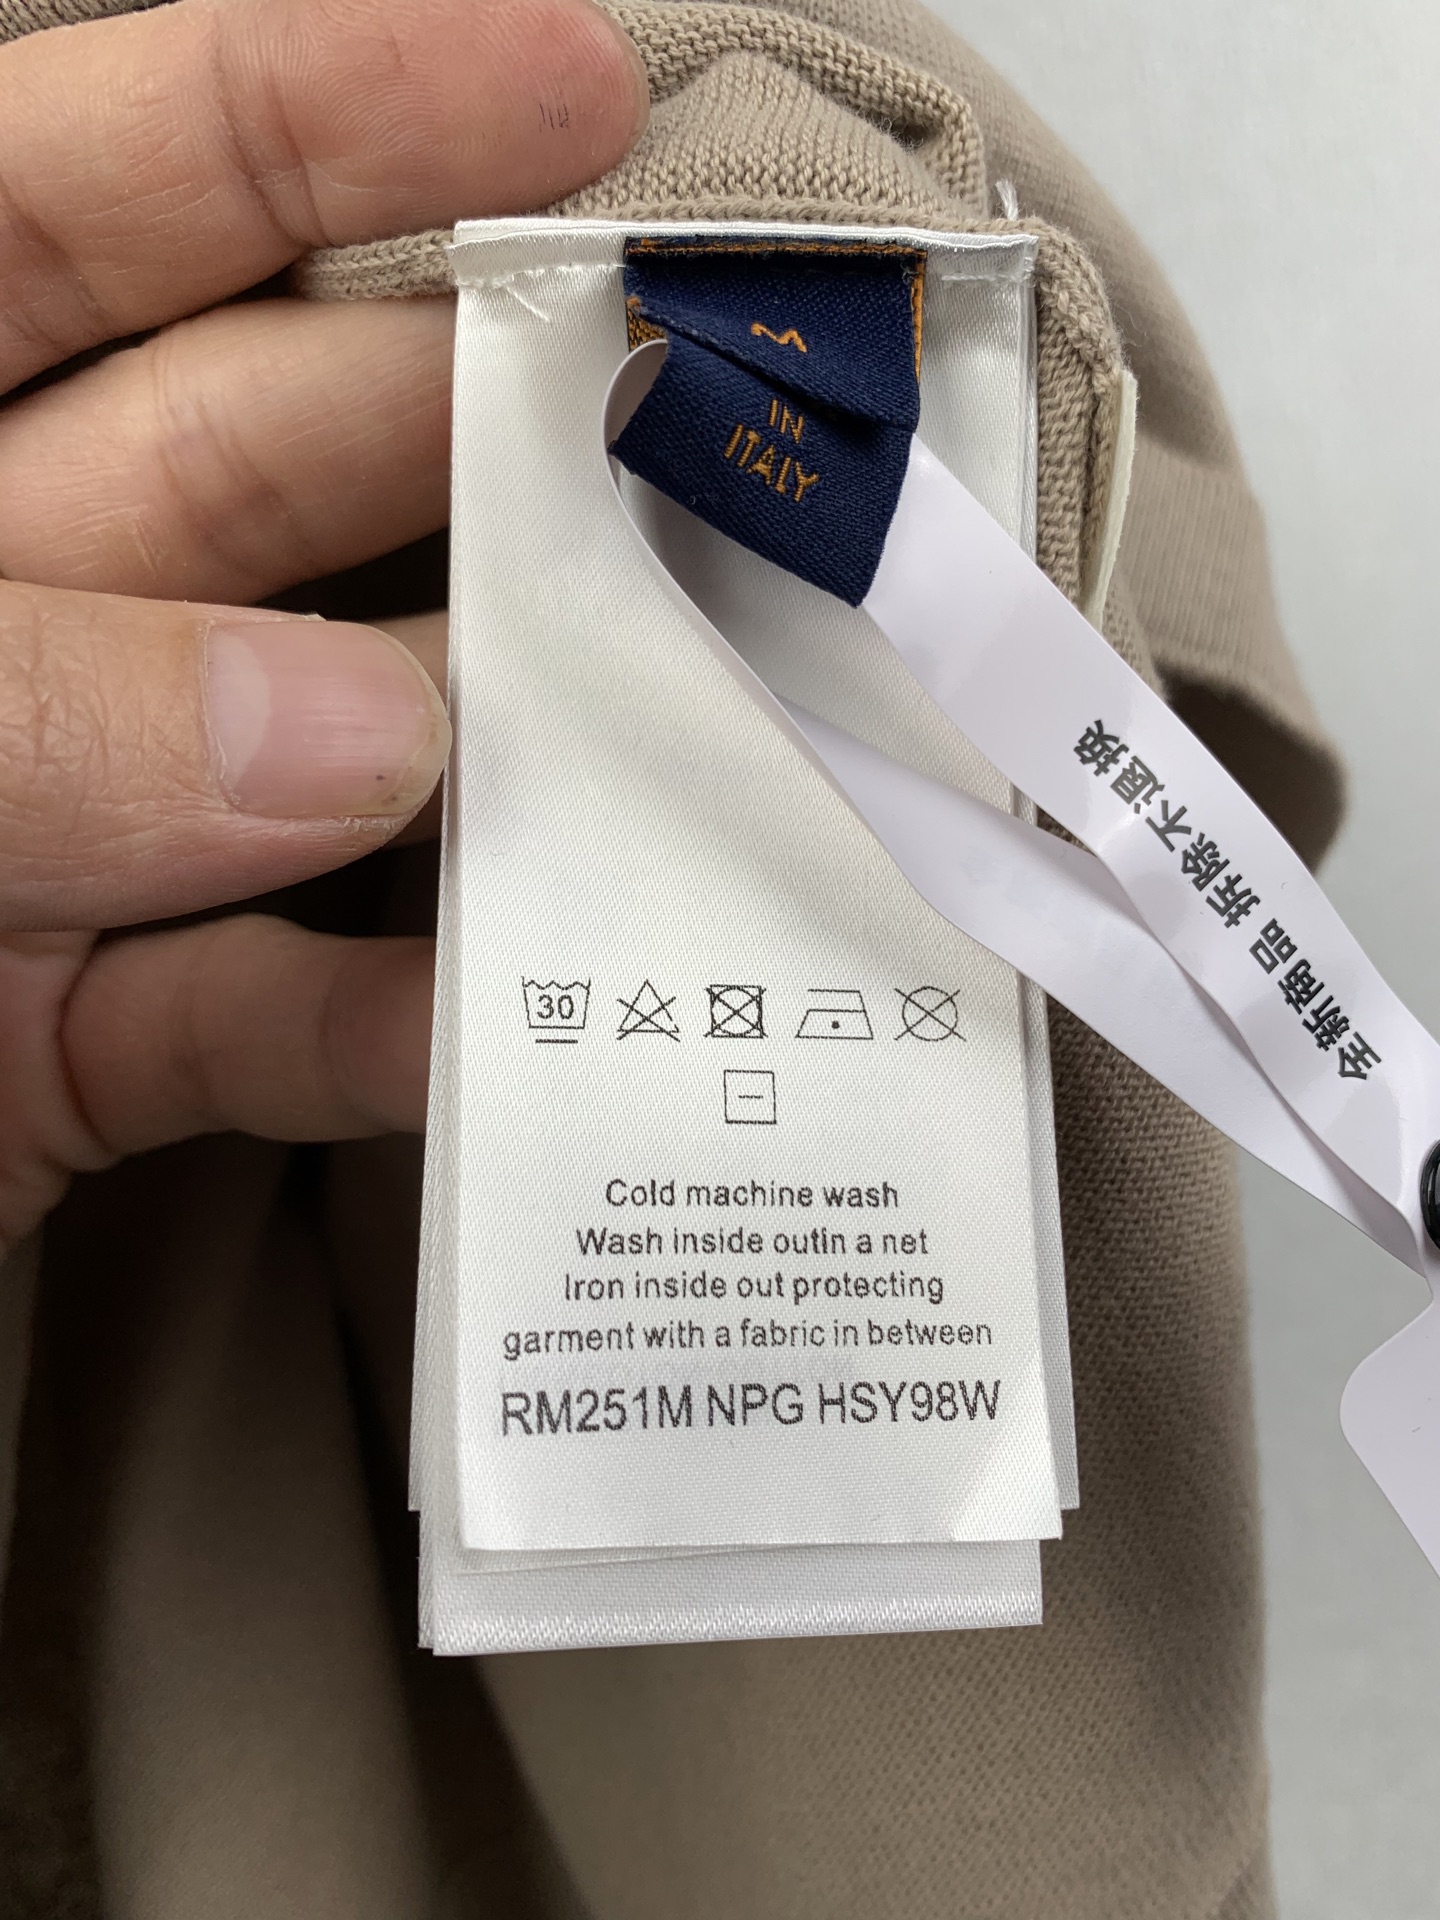 M
IN
ITALY
全新商品 拆除不退换
30
Cold machine wash
Wash inside outin a net
Iron inside out protecting
garment with a fabric in between
RM251M NPG HSY98W